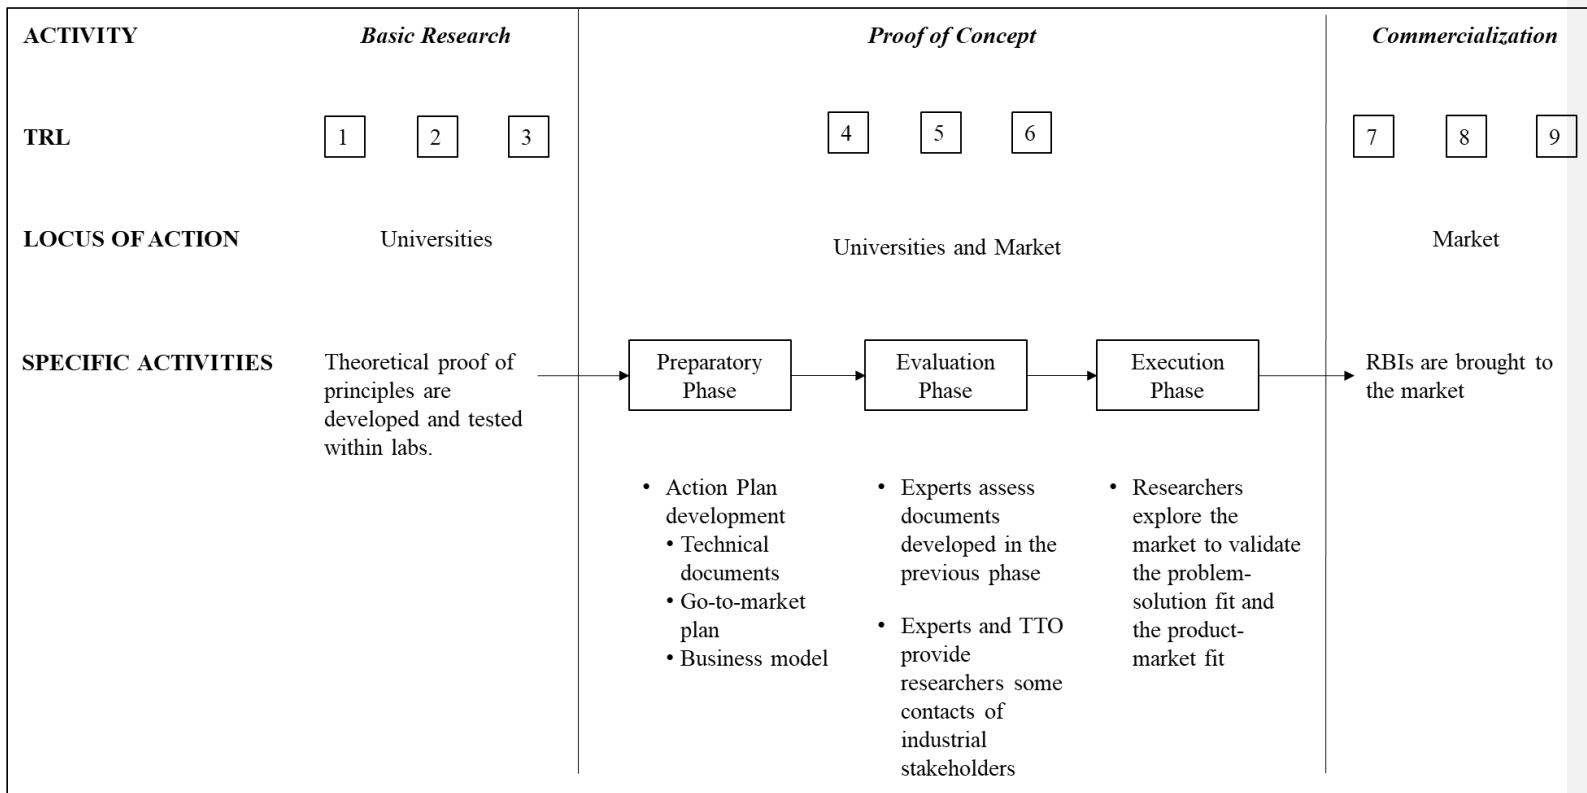 ACTIVITY
Basic Research
Proof of Concept
Commercialization
TRL
1
2
3
4
5
6
7
8
9
LOCUS OF ACTION
Universities
Universities and Market
Market
SPECIFIC ACTIVITIES
Theoretical proof of
principles are
developed and tested
within labs.
Preparatory
Phase
Evaluation
Phase
Execution
Phase
RBIs are brought to
the market
• Action Plan
development
• Technical
documents
• Go-to-market
plan
• Business model
• Experts assess
documents
developed in the
previous phase
• Experts and TTO
provide
researchers some
contacts of
industrial
stakeholders
• Researchers
explore the
market to validate
the problem-
solution fit and
the product-
market fit